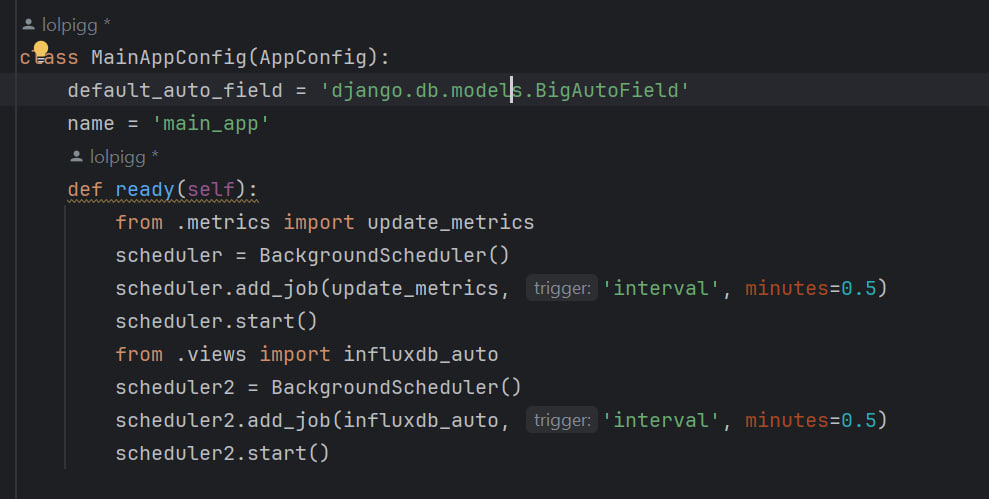 lolpigg *
class MainAppConfig(AppConfig):
    default_auto_field = 'django.db.models.BigAutoField'
    name = 'main_app'
    lolpigg *
    def ready(self):
        from .metrics import update_metrics
        scheduler = BackgroundScheduler()
        scheduler.add_job(update_metrics, trigger: 'interval', minutes=0.5)
        scheduler.start()
        from .views import influxdb_auto
        scheduler2 = BackgroundScheduler()
        scheduler2.add_job(influxdb_auto, trigger: 'interval', minutes=0.5)
        scheduler2.start()